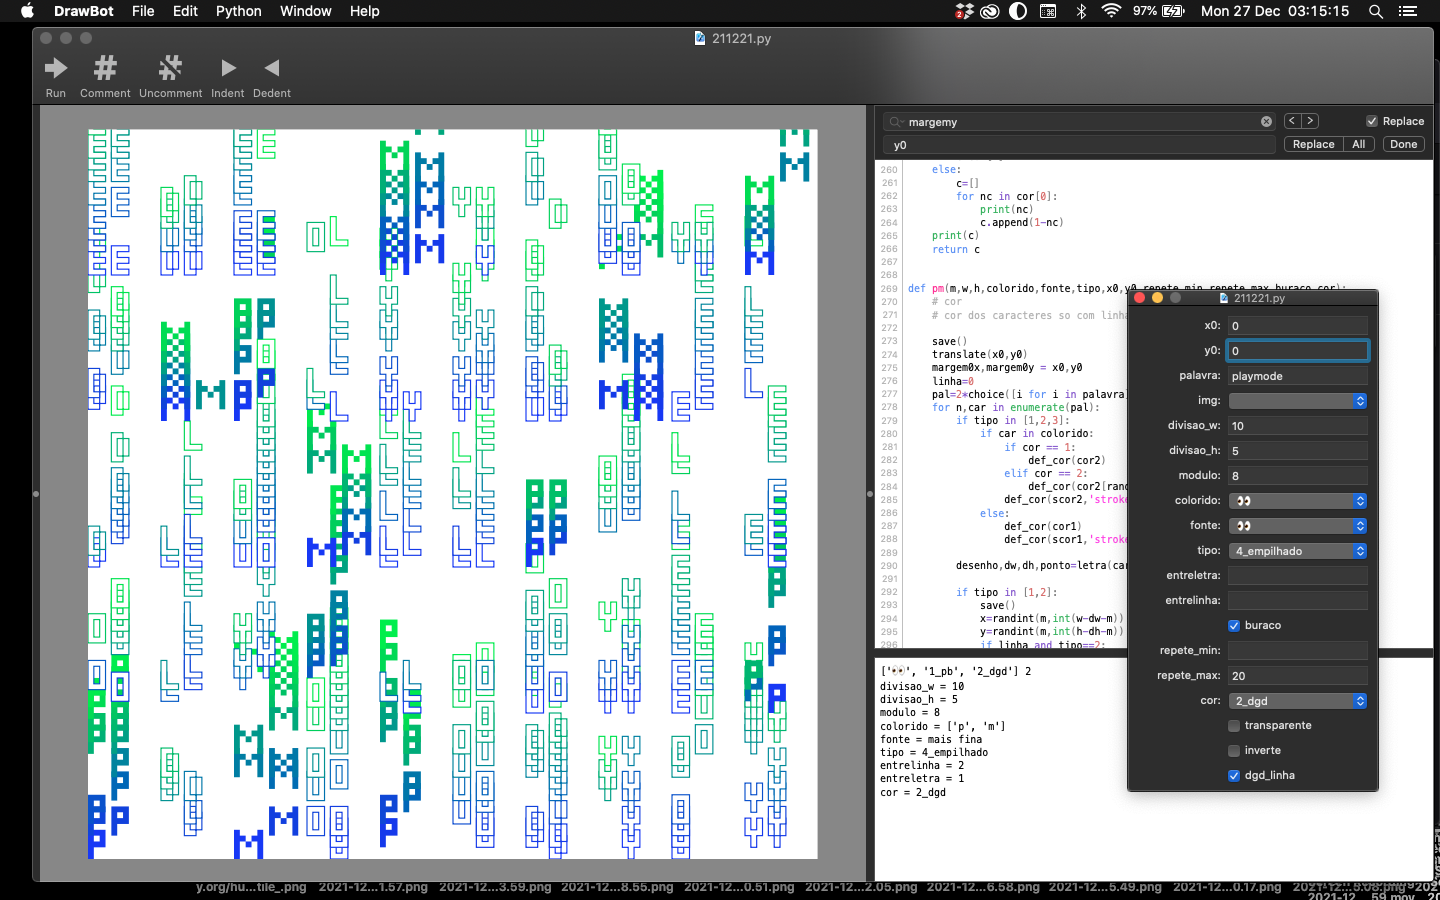 DrawBot File Edit Python Window Help 97% Mon 27 Dec 03:15:15
211221.py
Run Comment Uncomment Indent Dedent
margemy Replace
y0 Replace All Done
260 else:
261 c=[]
262 for nc in cor[0]:
263 print(nc)
264 c.append(1-nc)
265 print(c)
266 return c
267
268
269 def pm(m,w,h,colorido,fonte,tipo,x0,y0,repete_min,repete_max,buraco,cor):
270 # cor
271 # cor dos caracteres so com linha
272
273 save()
274 translate(x0,y0)
275 margem0x,margem0y = x0,y0
276 linha=0
277 pal=2*choice([i for i in palavra
278 for n,car in enumerate(pal):
279 if tipo in [1,2,3]:
280 if car in colorido:
281 if cor == 1:
282 def_cor(cor2)
283 elif cor == 2:
284 def_cor(cor2[rand
285 def_cor(scor2,'stroke
286 else:
287 def_cor(cor1)
288 def_cor(scor1,'stroke
289
290 desenho,dw,dh,ponto=letra(car
291
292 if tipo in [1,2]:
293 save()
294 x=randint(m,int(w-dw-m))
295 y=randint(m,int(h-dh-m))
296 if linha and tipo==2:
['👀', '1_pb', '2_dgd'] 2
divisao_w = 10
divisao_h = 5
modulo = 8
colorido = ['p', 'm']
fonte = mais fina
tipo = 4_empilhado
entrelinha = 2
entreletra = 1
cor = 2_dgd
211221.py
x0: 0
y0: 0
palavra: playmode
img:
divisao_w: 10
divisao_h: 5
modulo: 8
colorido: 👀
fonte: 👀
tipo: 4_empilhado
entreletra:
entrelinha:
buraco
repete_min:
repete_max: 20
cor: 2_dgd
transparente
inverte
dgd_linha
y.org/hu...tile_.png 2021-12...1.57.png 2021-12...3.59.png 2021-12...8.55.png 2021-12...0.51.png 2021-12...2.05.png 2021-12...6.58.png 2021-12...5.49.png 2021-12...0.17.png